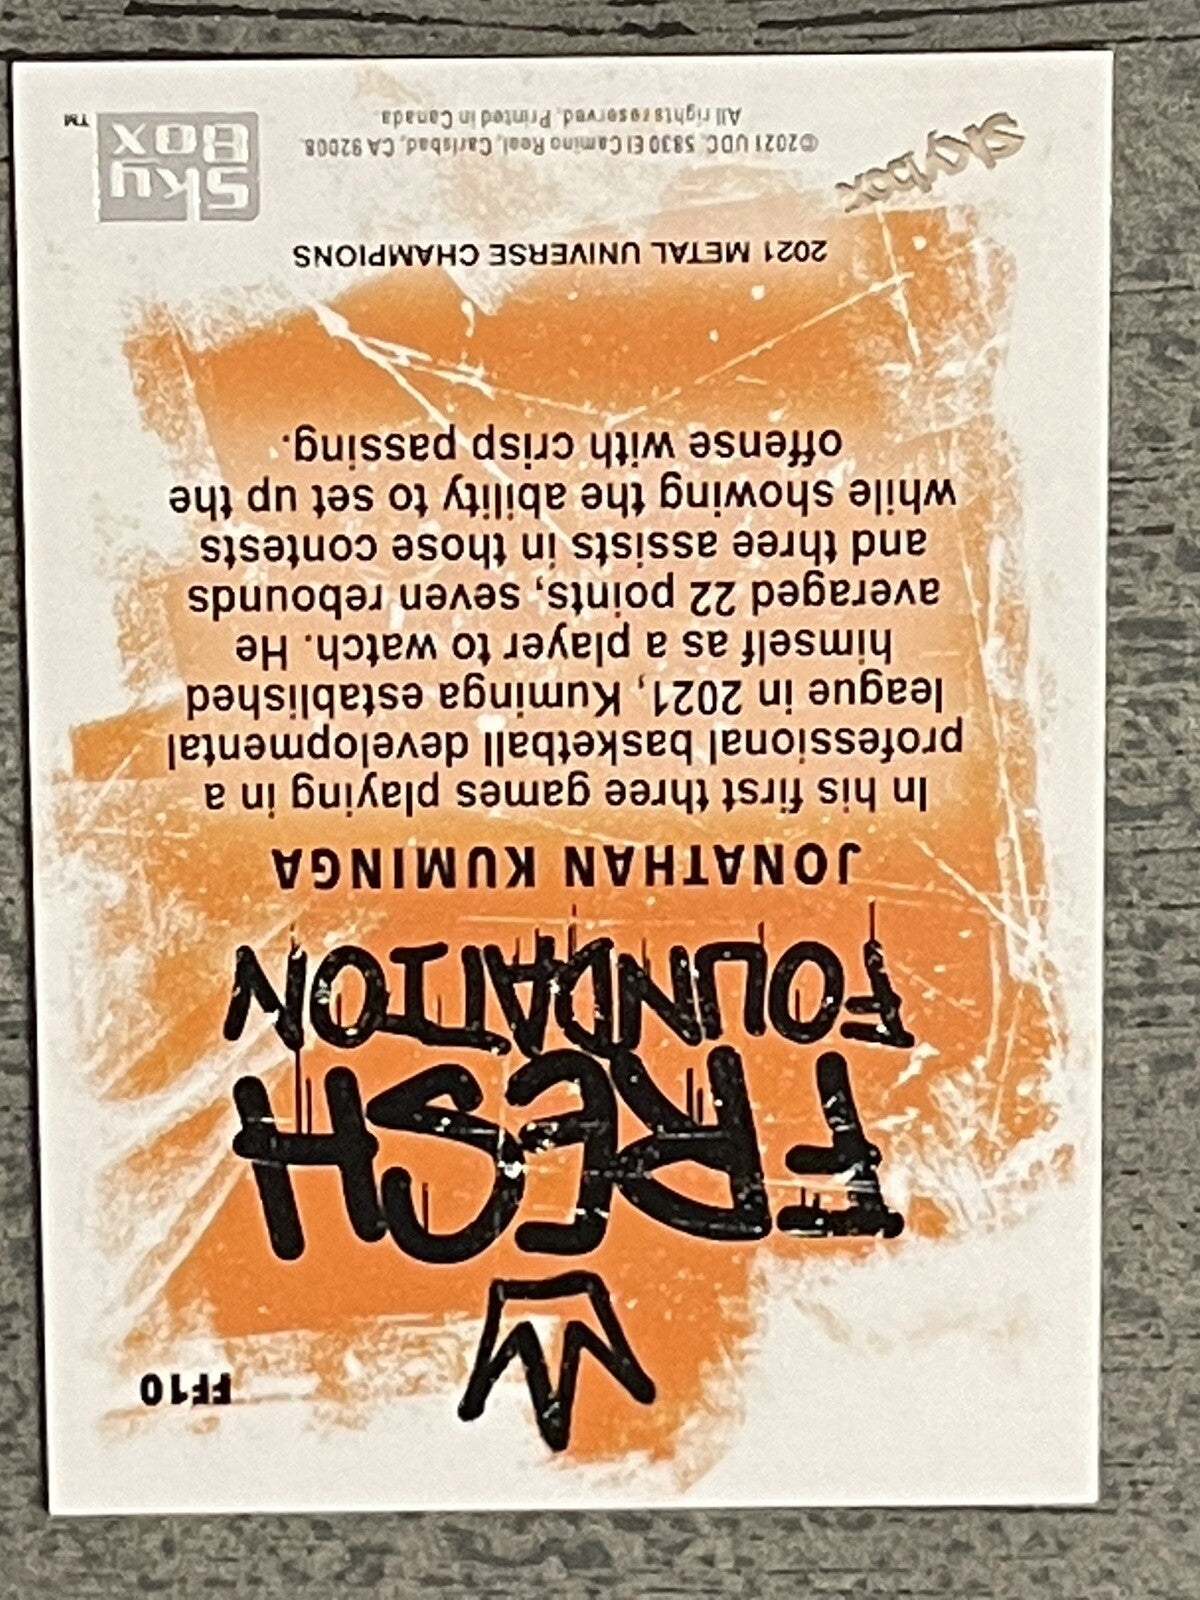 FF10
FRESH
FOUNDATION
JONATHAN KUMINGA
In his first three games playing in a
professional basketball developmental
league in 2021, Kuminga established
himself as a player to watch. He
averaged 22 points, seven rebounds
and three assists in those contests
while showing the ability to set up the
offense with crisp passing.
2021 METAL UNIVERSE CHAMPIONS
Skybox
©2021 UDC, 5830 El Camino Real, Carlsbad, CA 92008.
All rights reserved. Printed in Canada.
Sky
BOX
TM